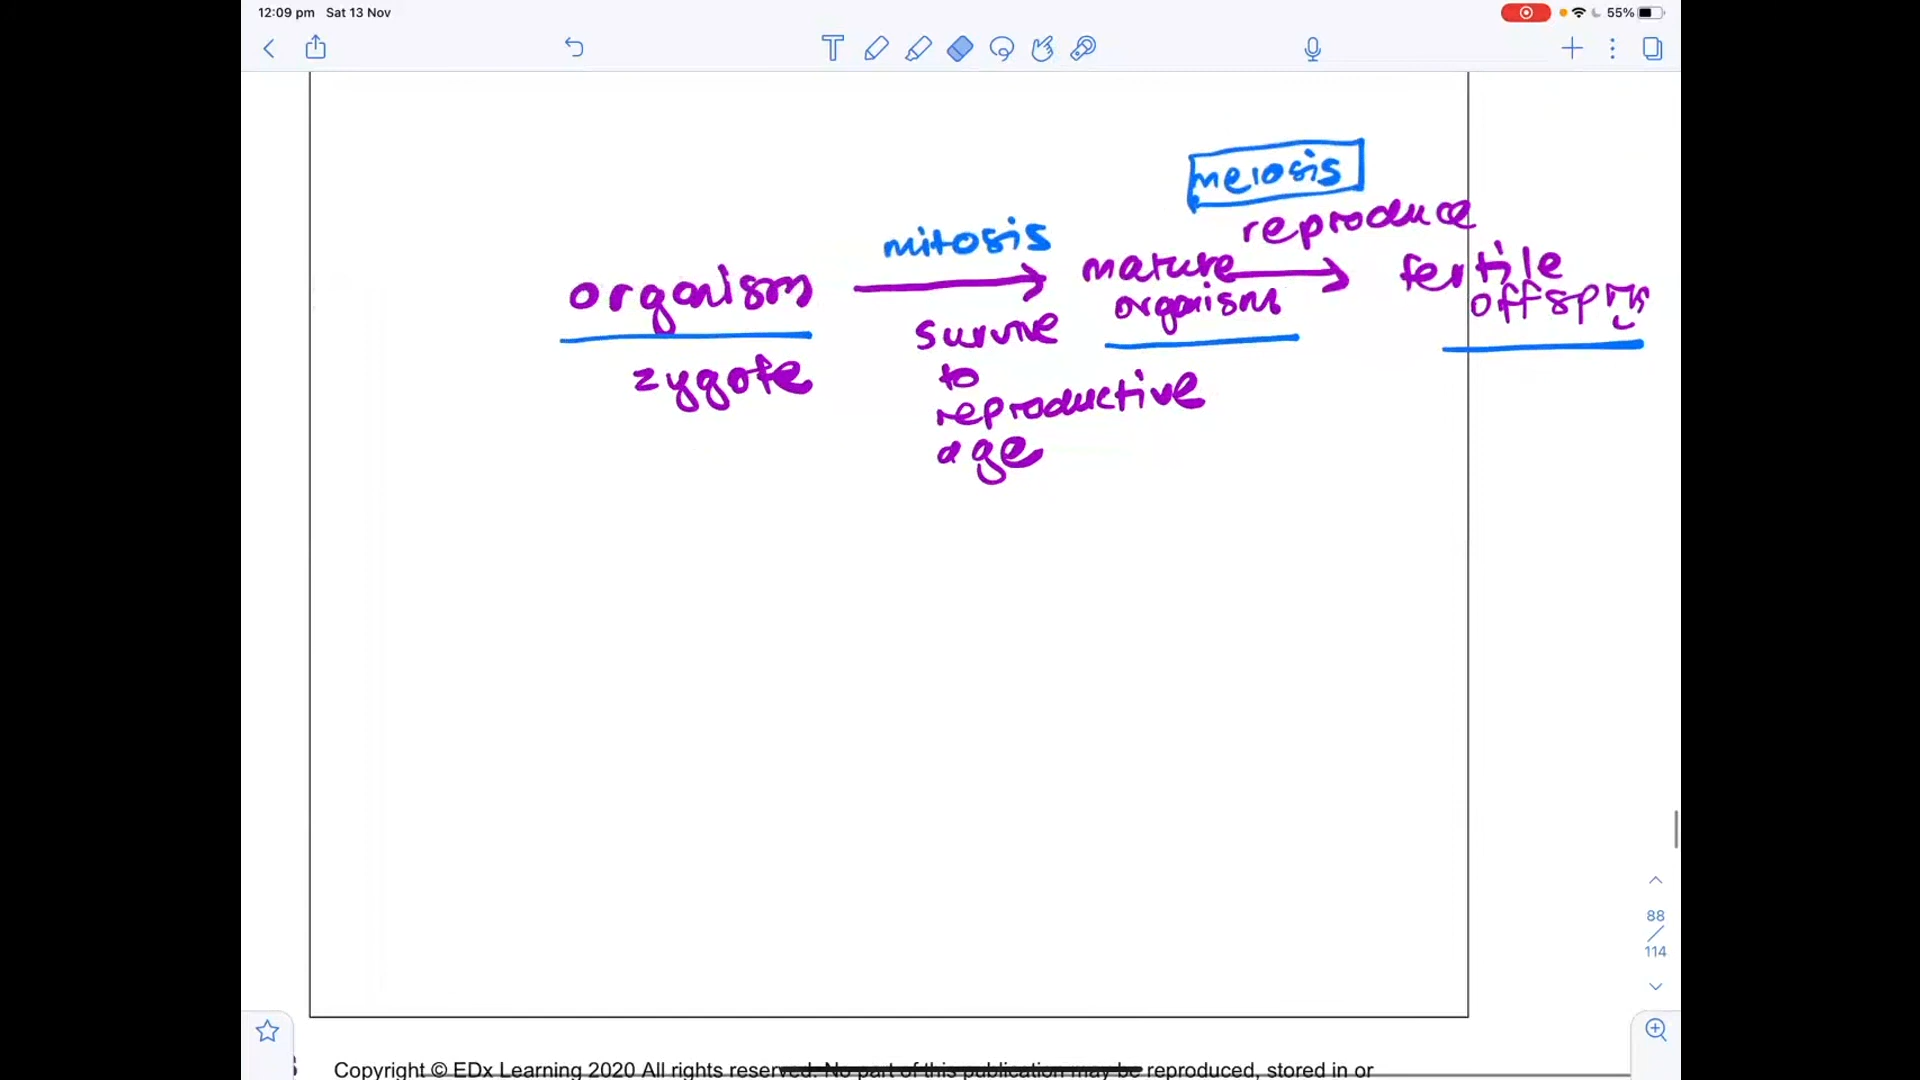 12:09 pm Sat 13 Nov
55%
meiosis
reproduce
mitosis
organism
mature
organism
fertile
offspring
survive
to
reproductive
age
zygote
88
114
Copyright © EDx Learning 2020 All rights reserved. No part of this publication may be reproduced, stored in or